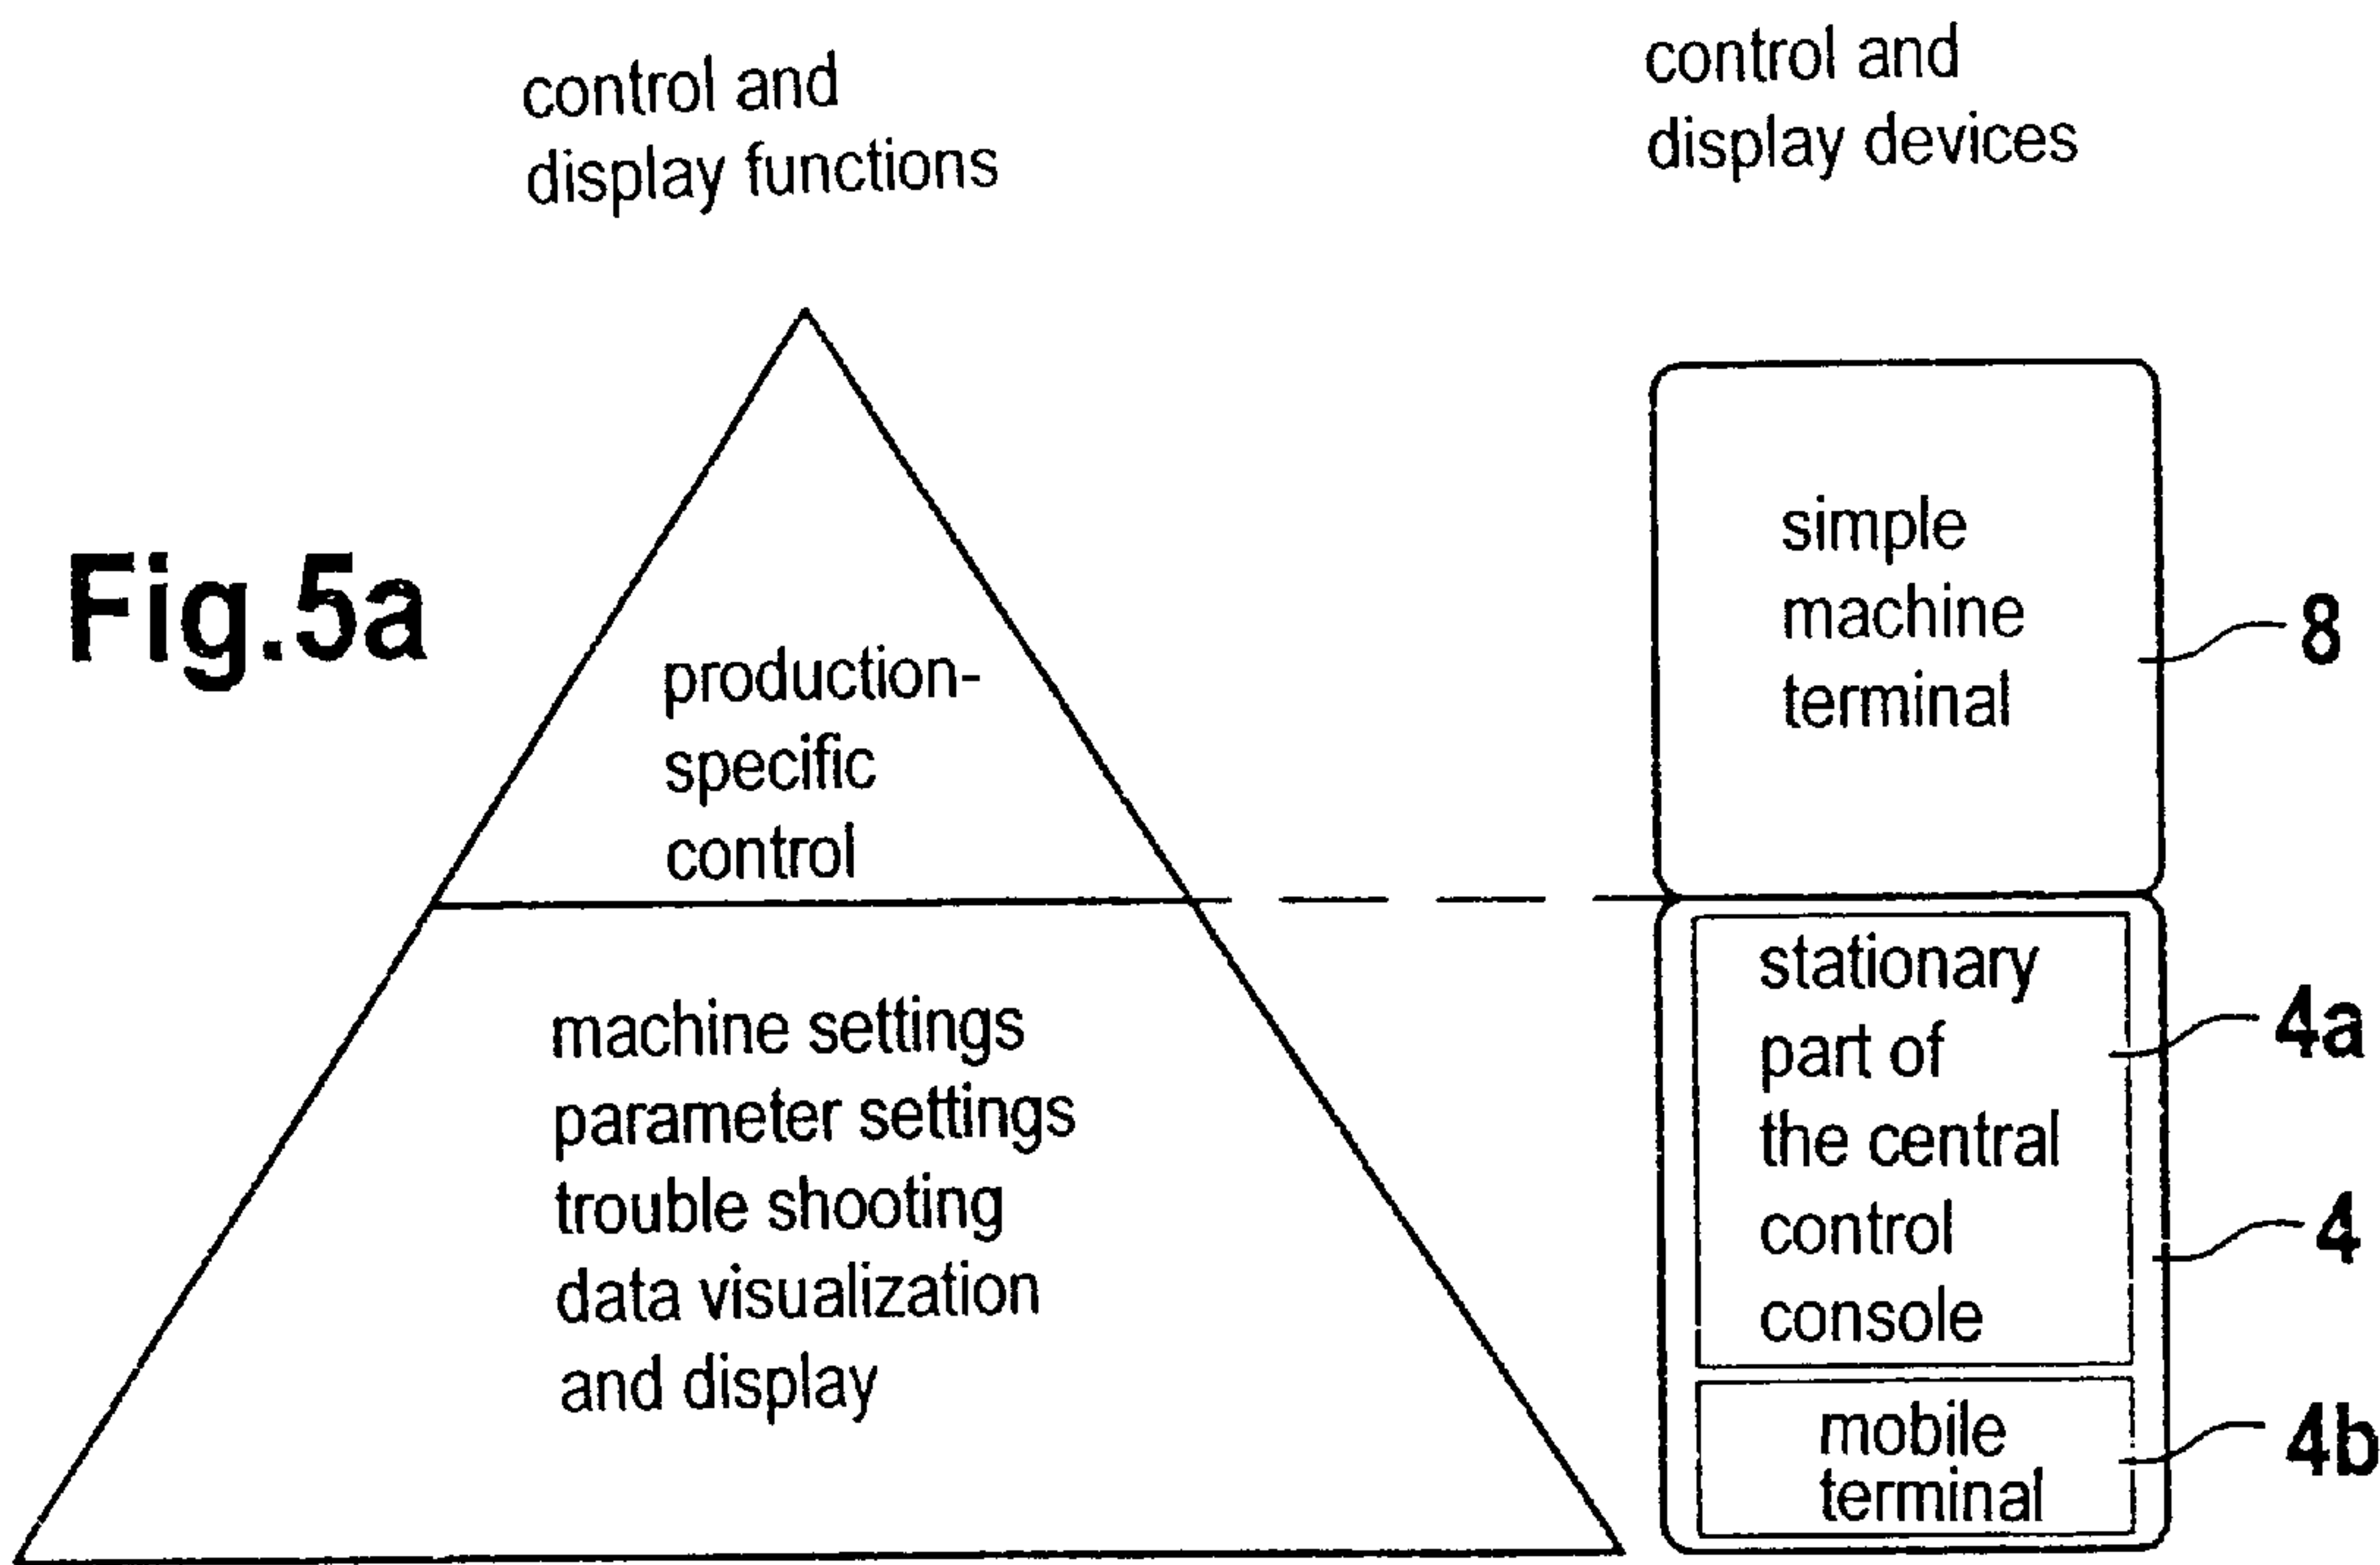 control and
display functions
control and
display devices
Fig.5a
production-
specific
control
machine settings
parameter settings
trouble shooting
data visualization
and display
simple
machine
terminal
8
stationary
part of
the central
control
console
4a
4
mobile
terminal
4b